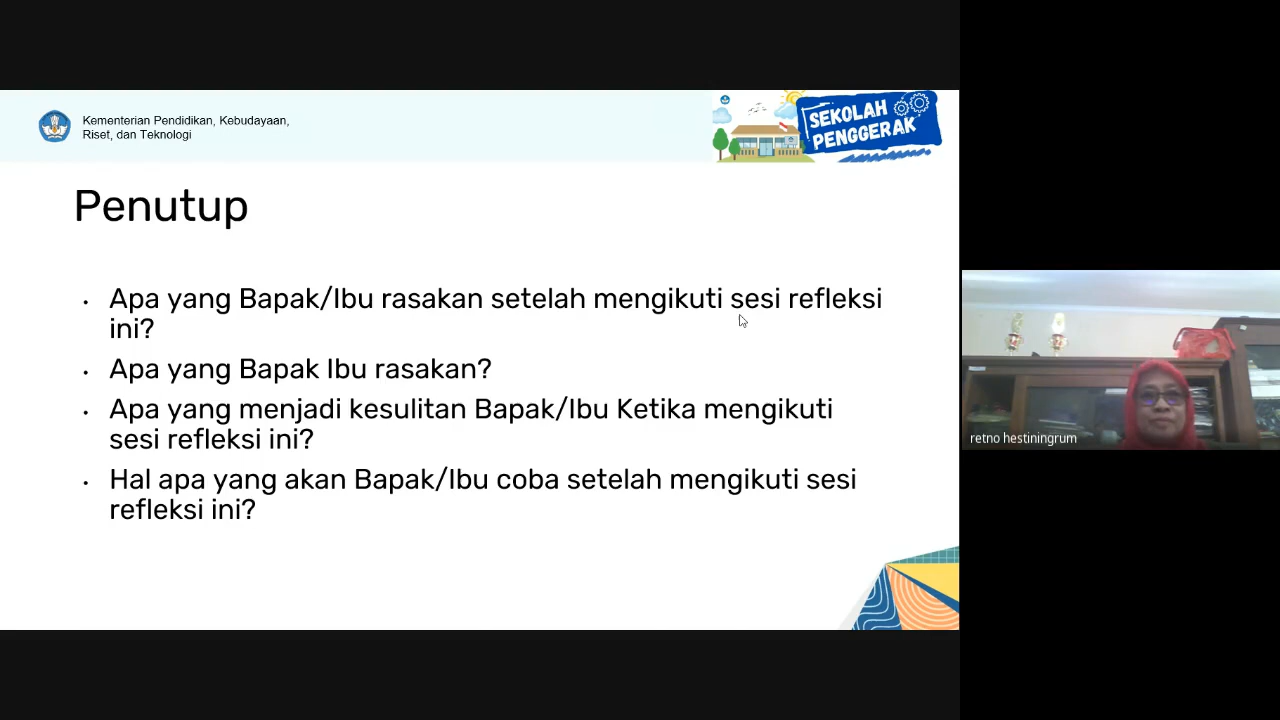 Kementerian Pendidikan, Kebudayaan,
Riset, dan Teknologi
SEKOLAH
PENGGERAK
Penutup
• Apa yang Bapak/Ibu rasakan setelah mengikuti sesi refleksi
ini?
• Apa yang Bapak Ibu rasakan?
• Apa yang menjadi kesulitan Bapak/Ibu Ketika mengikuti
sesi refleksi ini?
• Hal apa yang akan Bapak/Ibu coba setelah mengikuti sesi
refleksi ini?
retno hestiningrum